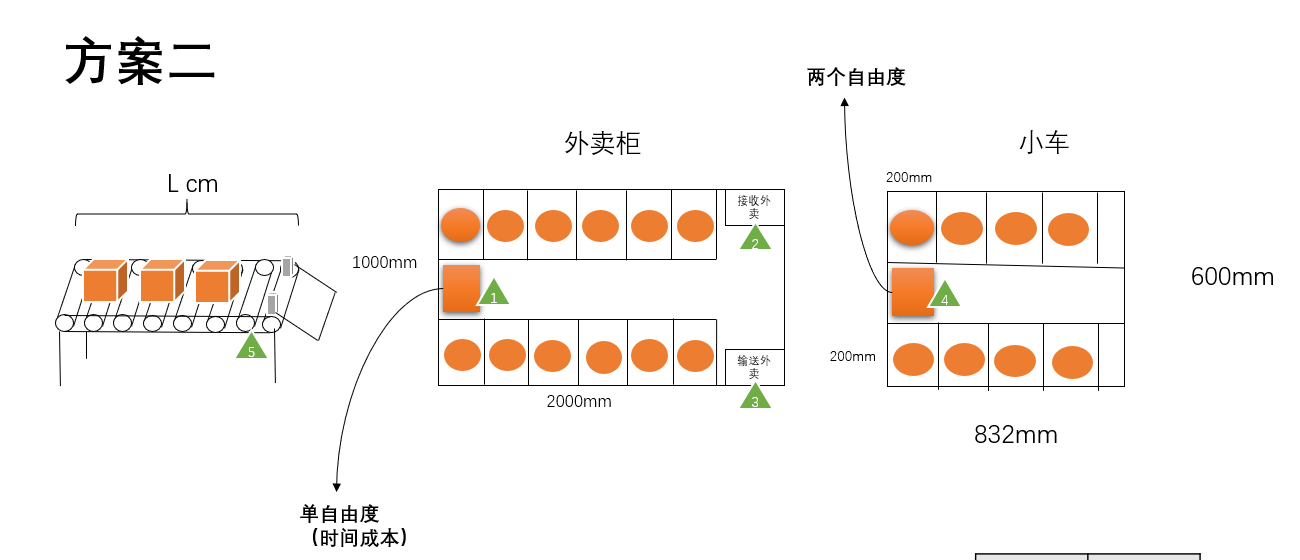 方案二
两个自由度
外卖柜
小车
L cm
200mm
接收外
卖
2
1000mm
600mm
1
4
5
输送外
卖
3
200mm
2000mm
832mm
单自由度
（时间成本）